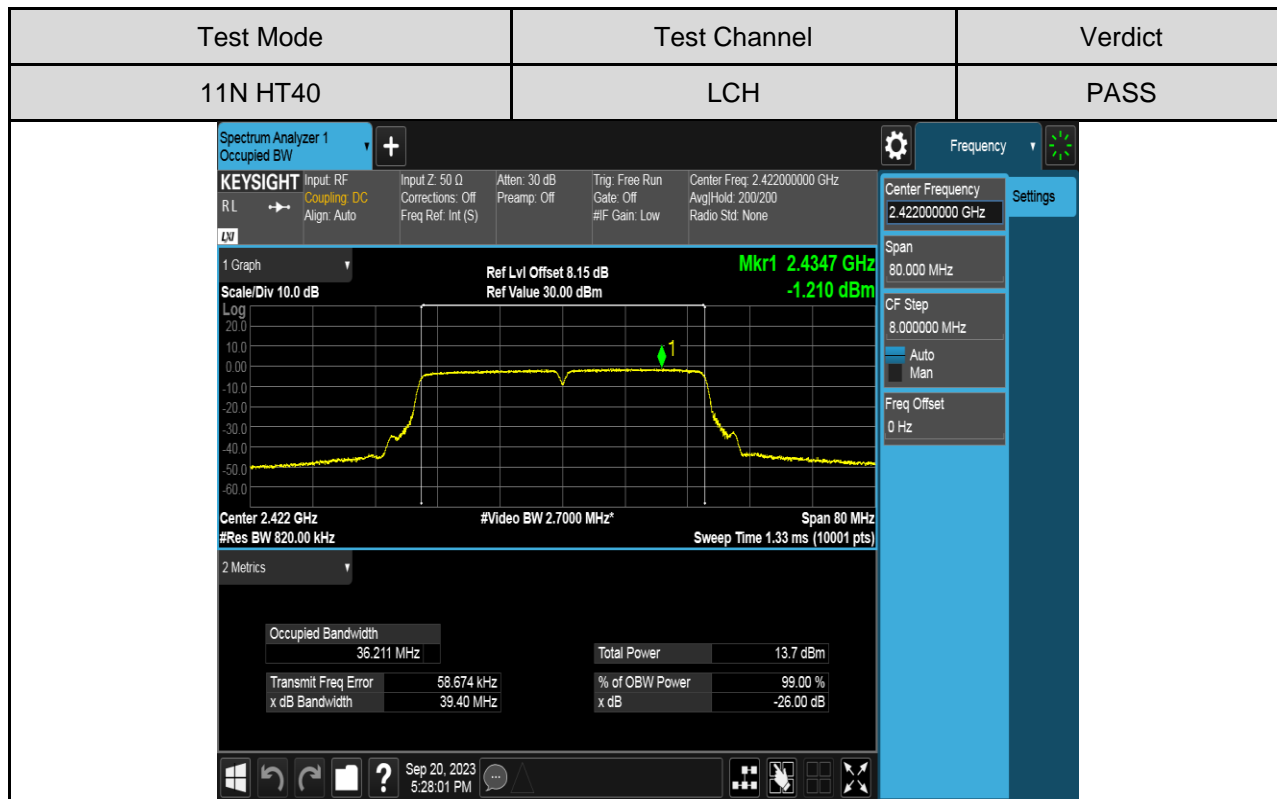 Test Mode Test Channel Verdict
11N HT40 LCH PASS
Spectrum Analyzer 1
Occupied BW
+
Frequency
KEYSIGHT Input: RF Input Z: 50 Ω Atten: 30 dB Trig: Free Run Center Freq: 2.422000000 GHz
RL Coupling: DC Corrections: Off Preamp: Off Gate: Off Avg|Hold: 200/200
Align: Auto Freq Ref: Int (S) #IF Gain: Low Radio Std: None
LXI
Center Frequency
2.422000000 GHz
Settings
Span
80.000 MHz
CF Step
8.000000 MHz
Auto
Man
Freq Offset
0 Hz
1 Graph
Ref Lvl Offset 8.15 dB
Mkr1 2.4347 GHz
Scale/Div 10.0 dB Ref Value 30.00 dBm -1.210 dBm
Log
20.0
10.0
1
0.00
-10.0
-20.0
-30.0
-40.0
-50.0
-60.0
Center 2.422 GHz #Video BW 2.7000 MHz* Span 80 MHz
#Res BW 820.00 kHz Sweep Time 1.33 ms (10001 pts)
2 Metrics
Occupied Bandwidth
36.211 MHz Total Power 13.7 dBm
Transmit Freq Error 58.674 kHz % of OBW Power 99.00 %
x dB Bandwidth 39.40 MHz x dB -26.00 dB
? Sep 20, 2023
5:28:01 PM